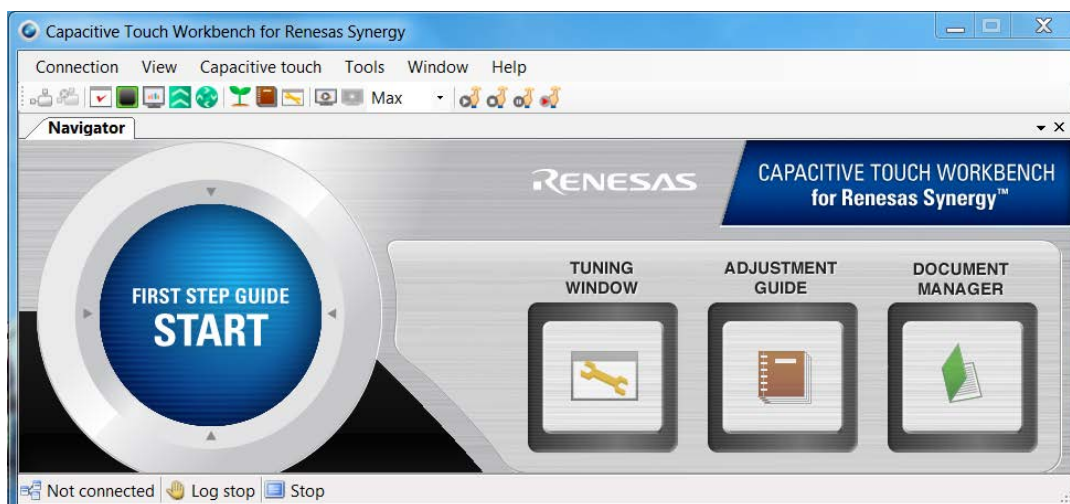 Capacitive Touch Workbench for Renesas Synergy
Connection View Capacitive touch Tools Window Help
Max
Navigator
RENESAS
CAPACITIVE TOUCH WORKBENCH
for Renesas Synergy™
FIRST STEP GUIDE
START
TUNING
WINDOW
ADJUSTMENT
GUIDE
DOCUMENT
MANAGER
Not connected Log stop Stop